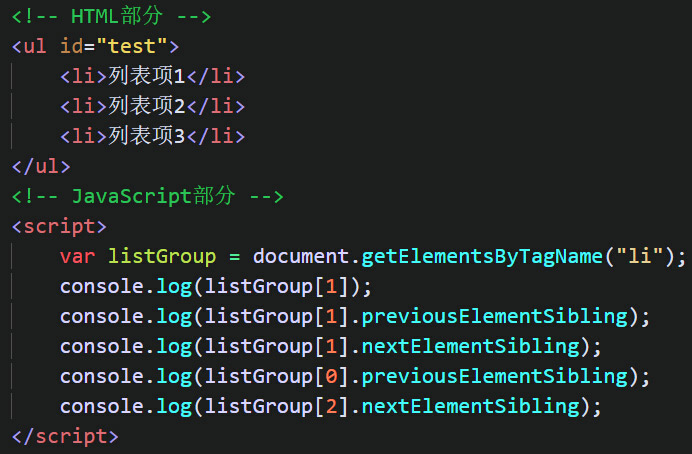 <!-- HTML部分 -->
<ul id="test">
    <li>列表项1</li>
    <li>列表项2</li>
    <li>列表项3</li>
</ul>
<!-- JavaScript部分 -->
<script>
    var listGroup = document.getElementsByTagName("li");
    console.log(listGroup[1]);
    console.log(listGroup[1].previousElementSibling);
    console.log(listGroup[1].nextElementSibling);
    console.log(listGroup[0].previousElementSibling);
    console.log(listGroup[2].nextElementSibling);
</script>